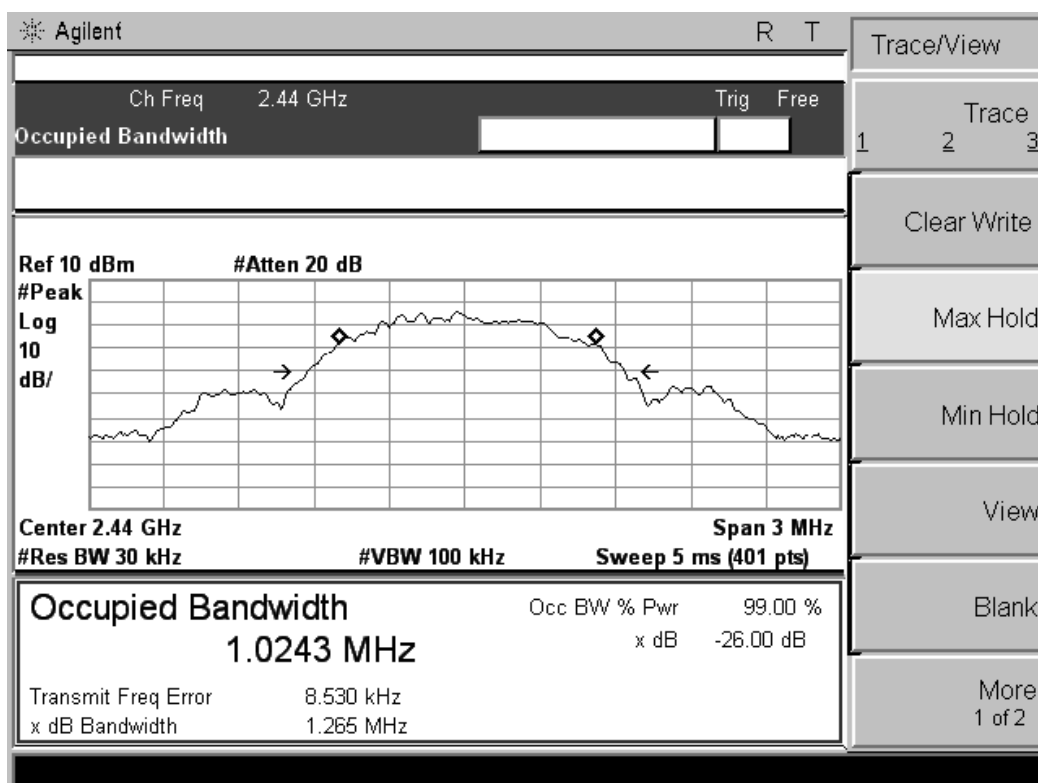 Agilent R T
Trace/View
Ch Freq 2.44 GHz Trig Free
Occupied Bandwidth
Trace
1 2 3
Clear Write
Ref 10 dBm #Atten 20 dB
#Peak
Log
10
dB/
Max Hold
Min Hold
View
Center 2.44 GHz Span 3 MHz
#Res BW 30 kHz #VBW 100 kHz Sweep 5 ms (401 pts)
Occupied Bandwidth Occ BW % Pwr 99.00 %
1.0243 MHz x dB -26.00 dB
Transmit Freq Error 8.530 kHz
x dB Bandwidth 1.265 MHz
Blank
More
1 of 2